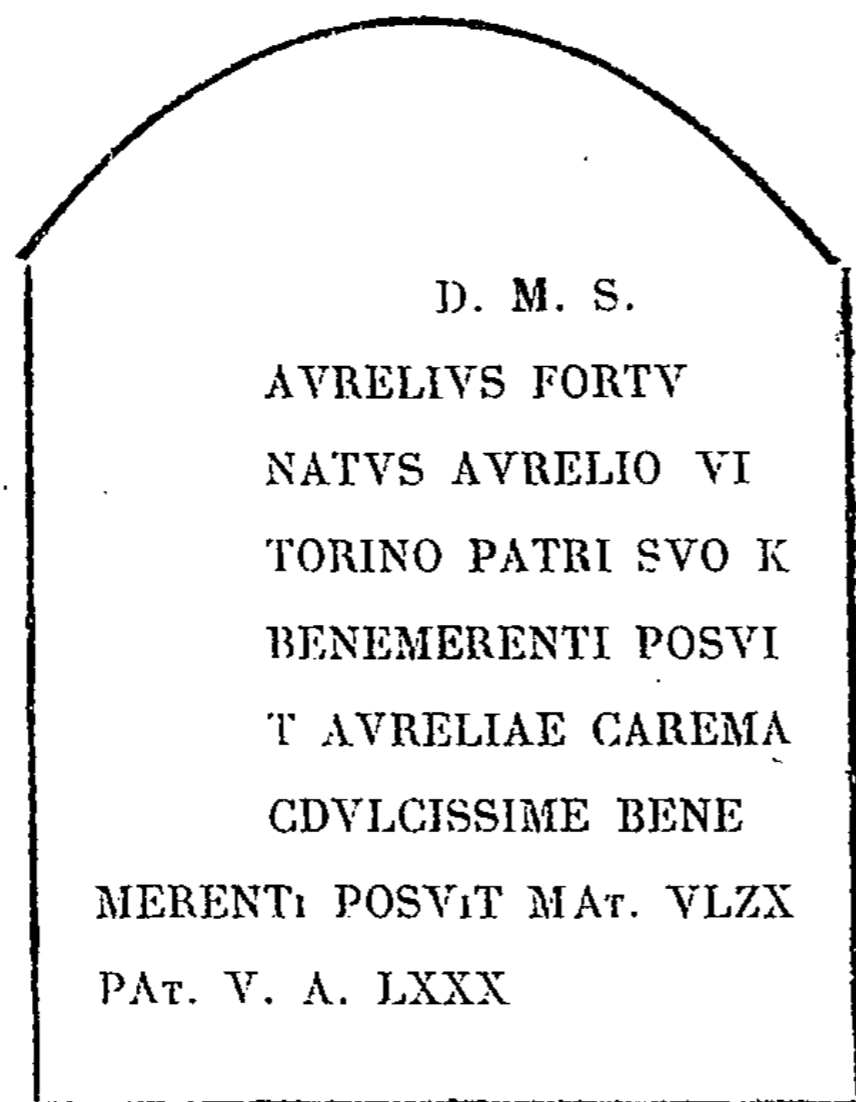 D. M. S.
AVRELIVS FORTV
NATVS AVRELIO VI
TORINO PATRI SVO K
BENEMERENTI POSVI
T AVRELIAE CAREMA
CDVLCISSIME BENE
MERENTI POSVIT MAT. VLZX
PAT. V. A. LXXX